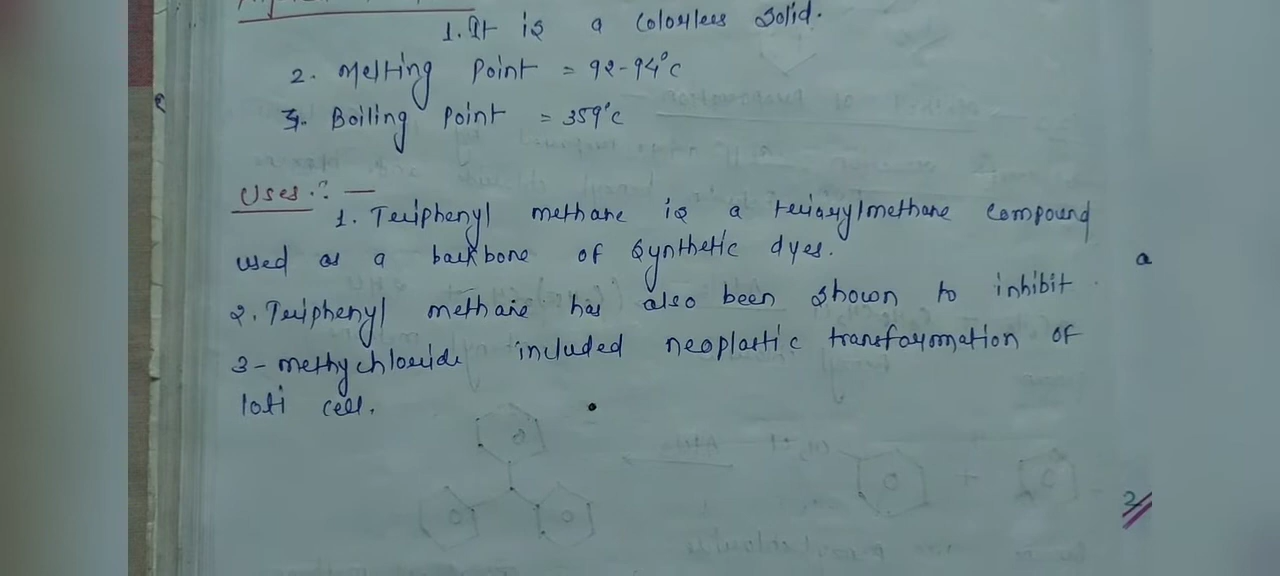 1. It is a Colorless Solid.
2. Melting Point = 92-94°C
3. Boiling Point = 359°C
Uses :-
1. Triphenyl methane is a triarylmethane Compound
used as a backbone of Synthetic dyes.
2. Triphenyl methane has also been shown to inhibit
3-methychloride included neoplastic transformation of
loti cell.
a
2//